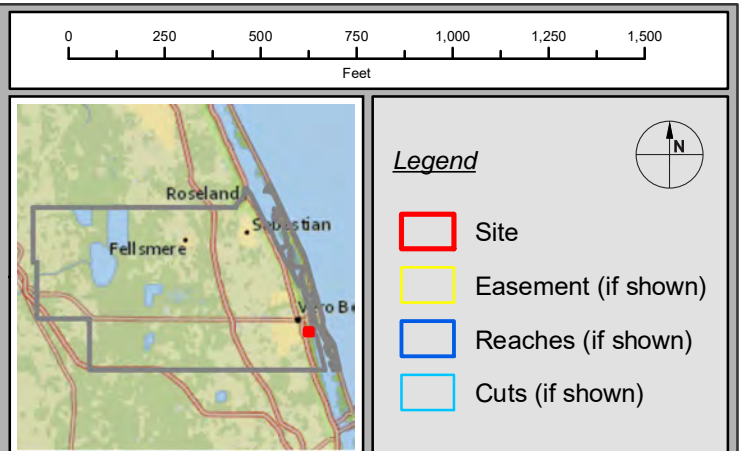 0 250 500 750 1,000 1,250 1,500
Feet
Roseland
Sebastian
Fellsmere
Vero Be
Legend
N
Site
Easement (if shown)
Reaches (if shown)
Cuts (if shown)